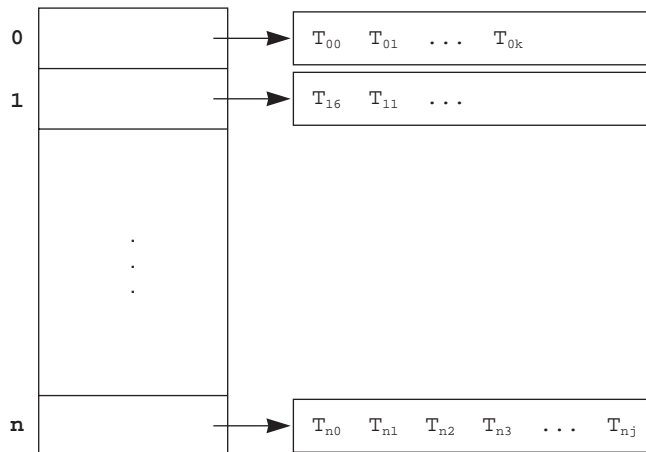 0 T₀₀ T₀₁ ... T₀ₖ
1 T₁₆ T₁₁ ...
.
.
.
n Tₙ₀ Tₙ₁ Tₙ₂ Tₙ₃ ... Tₙⱼ